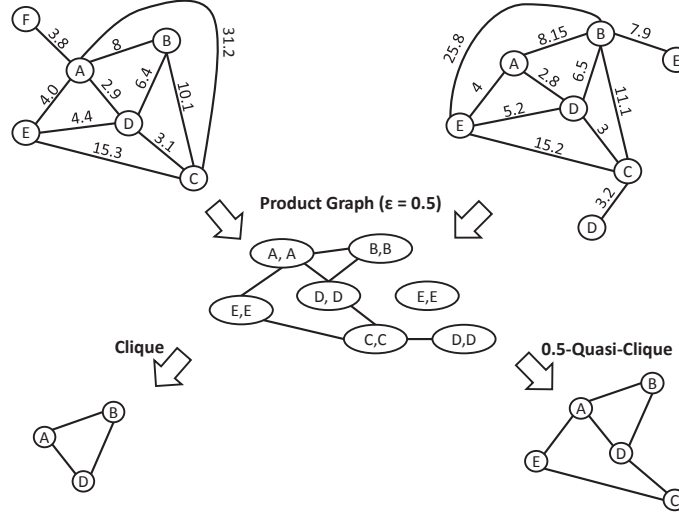 F
3.8
A
8
B
31.2
4.0
2.9
6.4
10.1
E
4.4
D
15.3
3.1
C
25.8
B
7.9
E
8.15
A
4
2.8
6.5
11.1
D
E
5.2
3
15.2
C
3.2
D
Product Graph (ε = 0.5)
A, A
B,B
E,E
D, D
E,E
C,C
D,D
Clique
0.5-Quasi-Clique
A
B
D
B
A
E
D
C